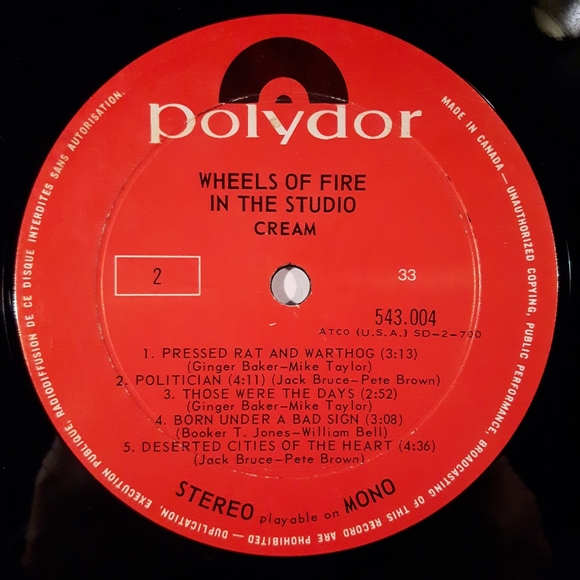 polydor
WHEELS OF FIRE
IN THE STUDIO
CREAM
2
33
543.004
ATCO (U.S.A.) SD-2-700
1. PRESSED RAT AND WARTHOG (3:13)
(Ginger Baker–Mike Taylor)
2. POLITICIAN (4:11) (Jack Bruce–Pete Brown)
3. THOSE WERE THE DAYS (2:52)
(Ginger Baker–Mike Taylor)
4. BORN UNDER A BAD SIGN (3:08)
(Booker T. Jones–William Bell)
5. DESERTED CITIES OF THE HEART (4:36)
(Jack Bruce–Pete Brown)
STEREO playable on MONO
MADE IN CANADA — UNAUTHORIZED COPYING, PUBLIC PERFORMANCE, BROADCASTING OF THIS RECORD ARE PROHIBITED — DUPLICATION, EXECUTION PUBLIQUE, RADIODIFFUSION DE CE DISQUE INTERDITES SANS AUTORISATION.